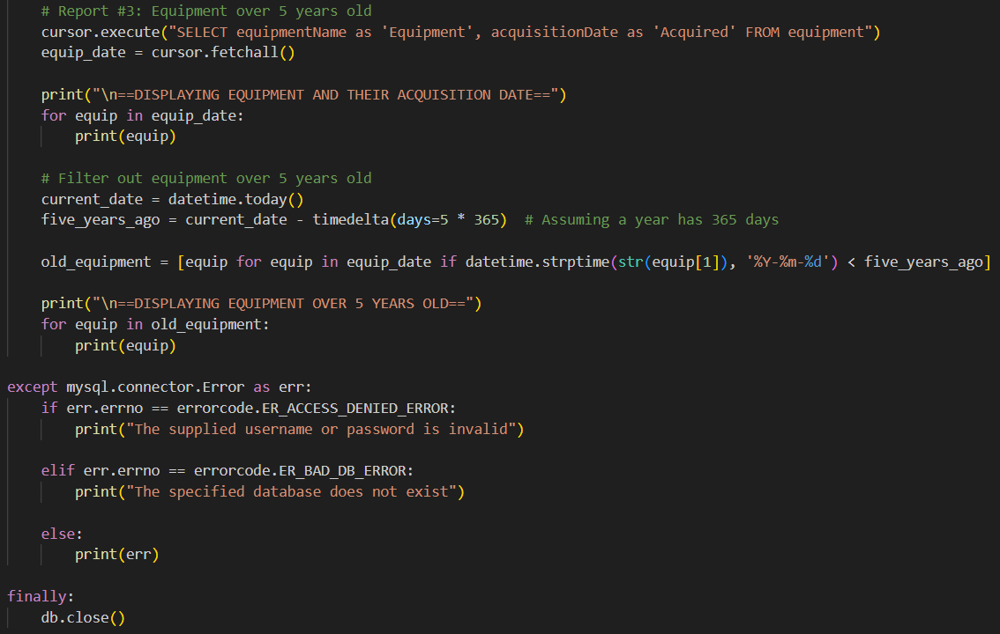 # Report #3: Equipment over 5 years old
cursor.execute("SELECT equipmentName as 'Equipment', acquisitionDate as 'Acquired' FROM equipment")
equip_date = cursor.fetchall()
print("\n==DISPLAYING EQUIPMENT AND THEIR ACQUISITION DATE==")
for equip in equip_date:
print(equip)
# Filter out equipment over 5 years old
current_date = datetime.today()
five_years_ago = current_date - timedelta(days=5 * 365)  # Assuming a year has 365 days
old_equipment = [equip for equip in equip_date if datetime.strptime(str(equip[1]), '%Y-%m-%d') < five_years_ago]
print("\n==DISPLAYING EQUIPMENT OVER 5 YEARS OLD==")
for equip in old_equipment:
print(equip)
except mysql.connector.Error as err:
if err.errno == errorcode.ER_ACCESS_DENIED_ERROR:
print("The supplied username or password is invalid")
elif err.errno == errorcode.ER_BAD_DB_ERROR:
print("The specified database does not exist")
else:
print(err)
finally:
db.close()